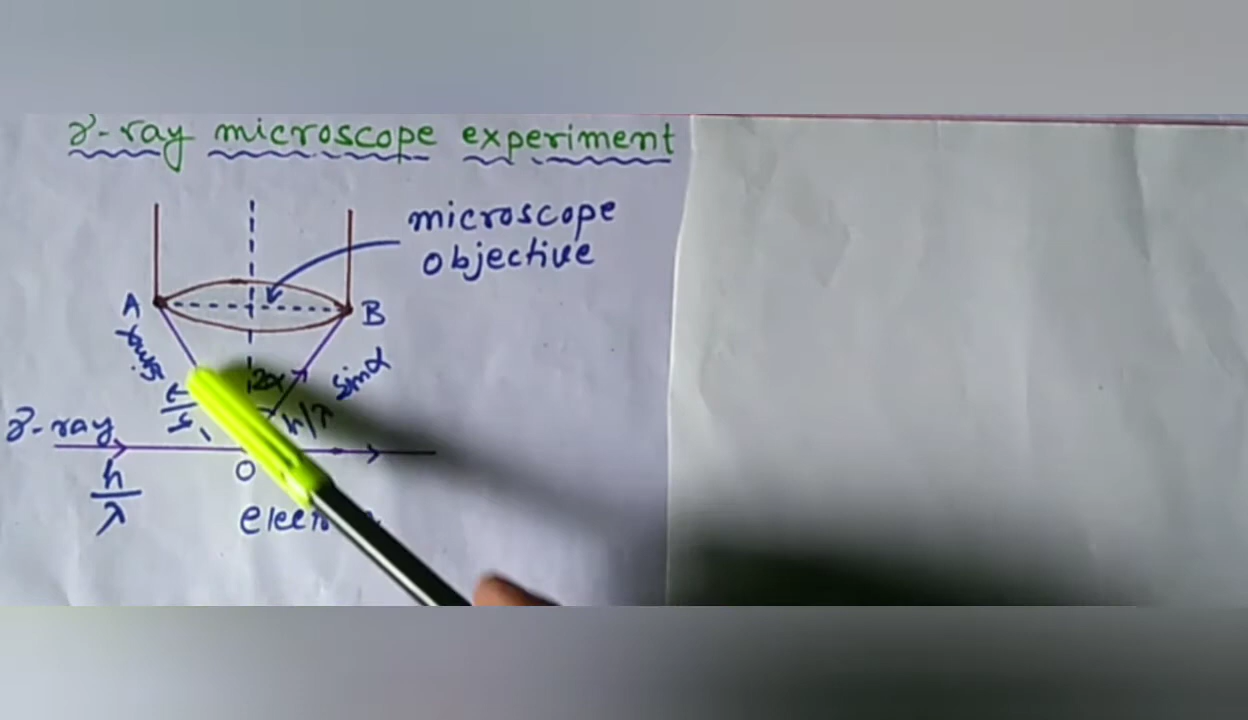 γ-ray microscope experiment
microscope
objective
A
B
2α
sinα
h/λ
γ-ray
h
λ
O